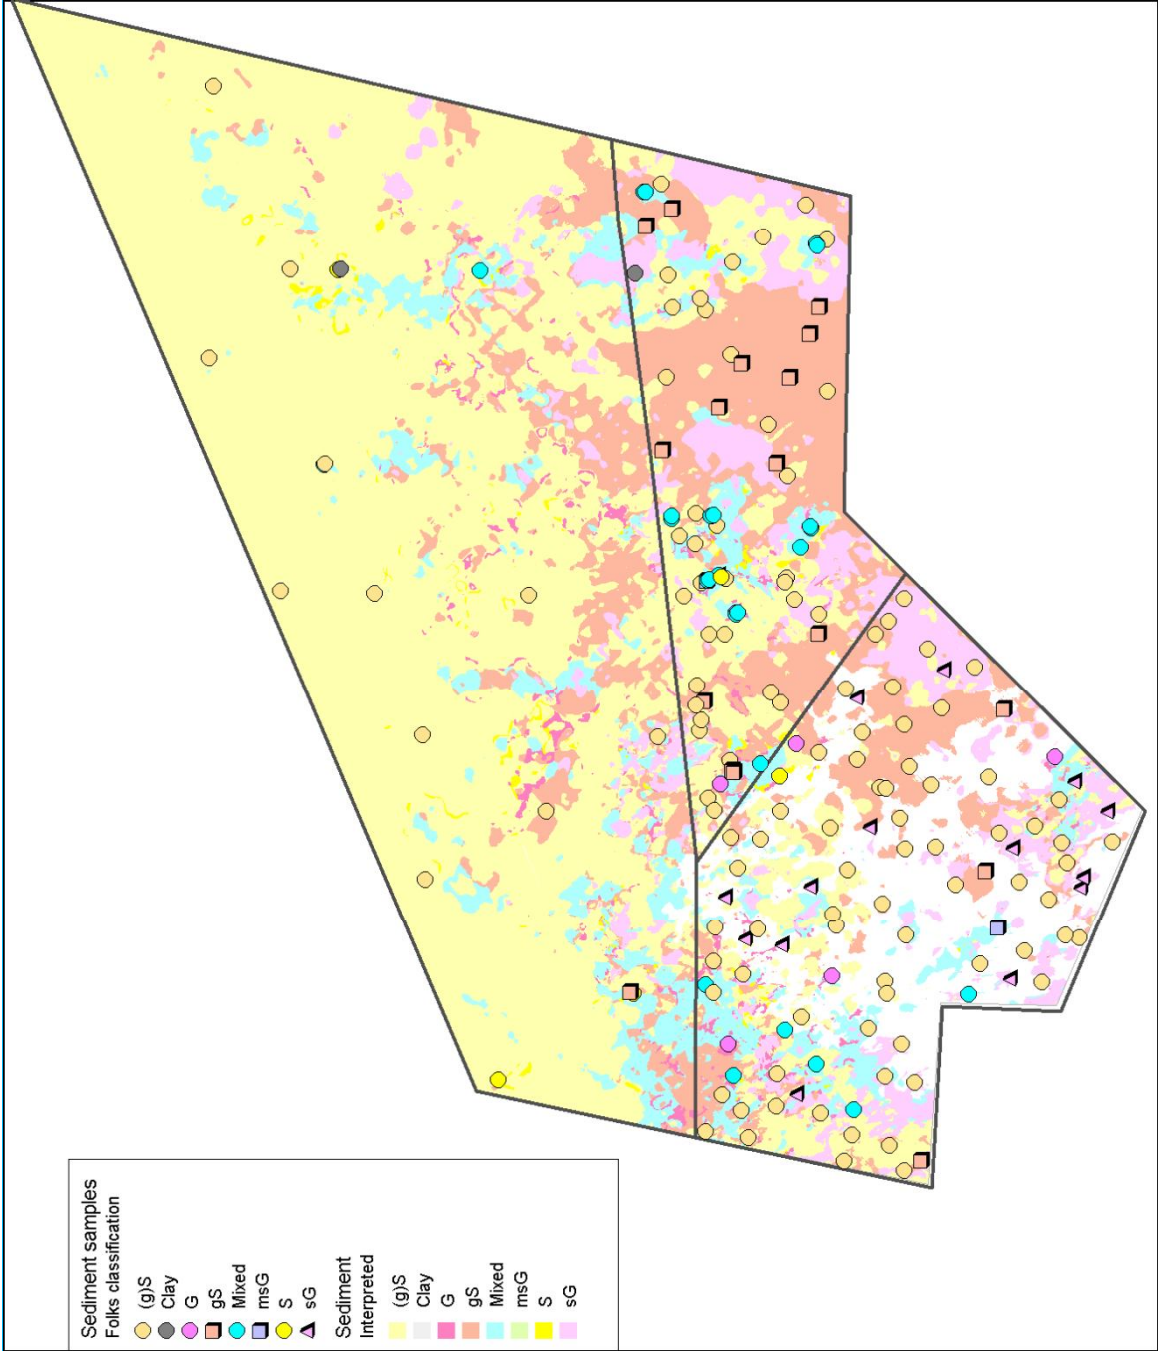 Sediment samples
Folks classification
(g)S
Clay
G
gS
Mixed
msG
S
sG
Sediment
Interpreted
(g)S
Clay
G
gS
Mixed
msG
S
sG